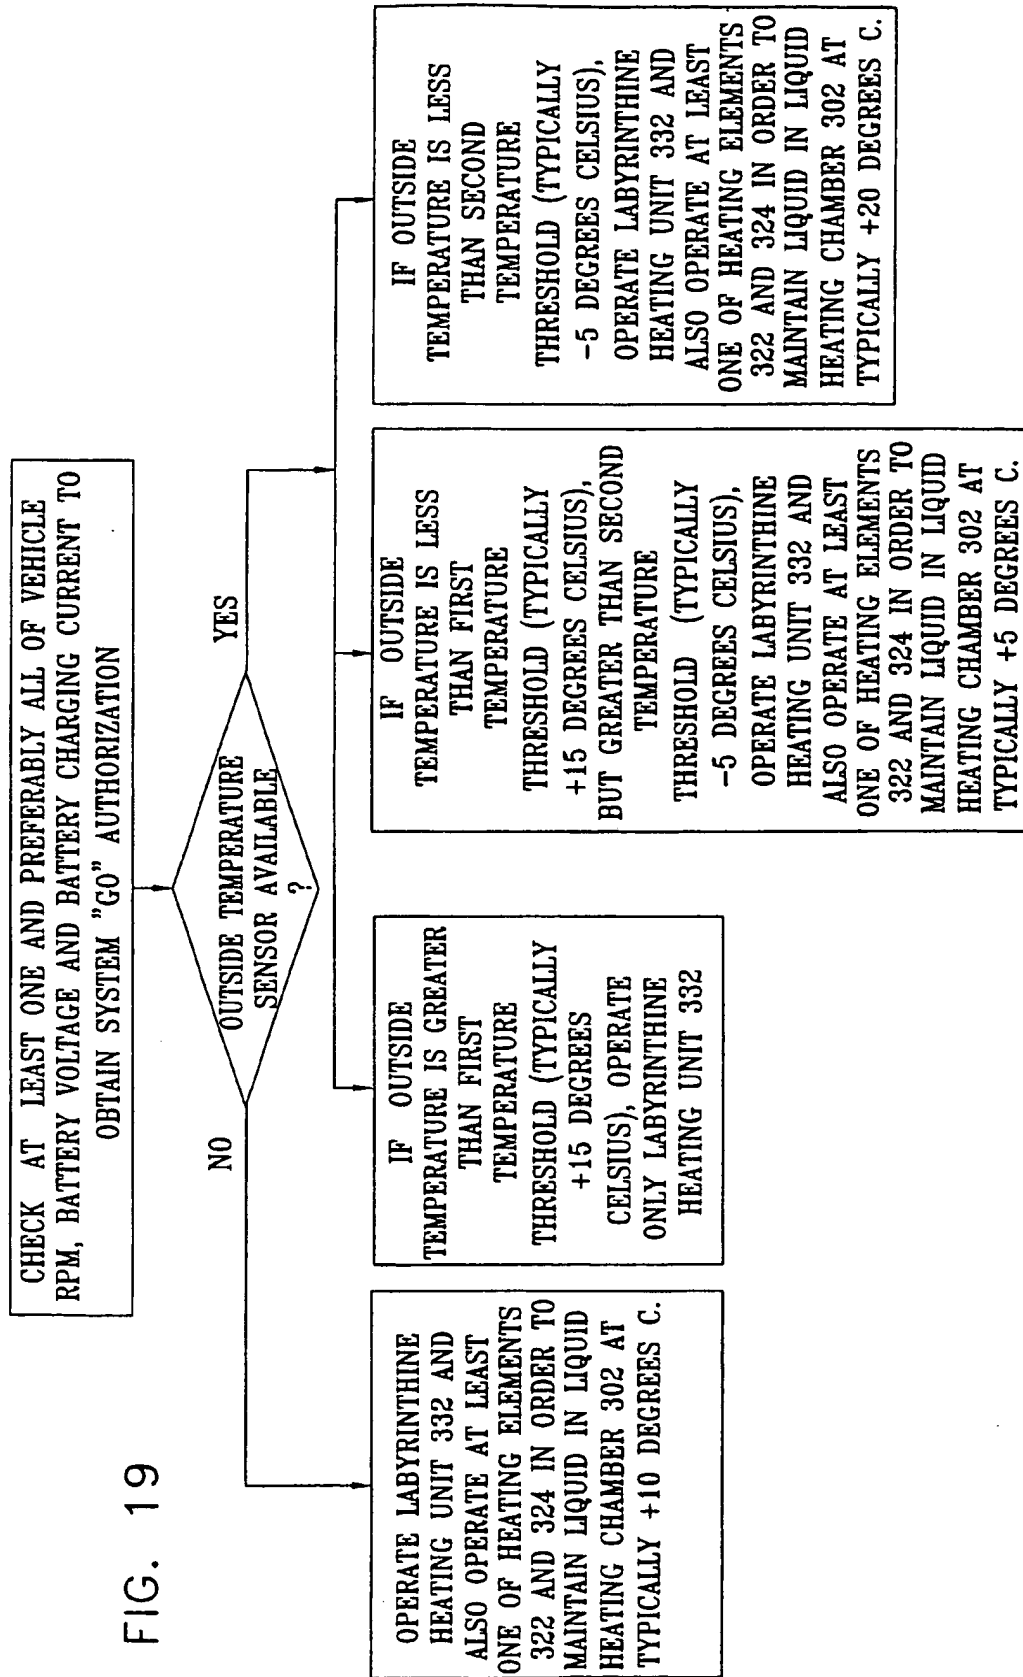 FIG. 19
CHECK AT LEAST ONE AND PREFERABLY ALL OF VEHICLE
RPM, BATTERY VOLTAGE AND BATTERY CHARGING CURRENT TO
OBTAIN SYSTEM "GO" AUTHORIZATION
OUTSIDE TEMPERATURE
SENSOR AVAILABLE
?
NO
YES
OPERATE LABYRINTHINE
HEATING UNIT 332 AND
ALSO OPERATE AT LEAST
ONE OF HEATING ELEMENTS
322 AND 324 IN ORDER TO
MAINTAIN LIQUID IN LIQUID
HEATING CHAMBER 302 AT
TYPICALLY +10 DEGREES C.
IF OUTSIDE
TEMPERATURE IS GREATER
THAN FIRST
TEMPERATURE
THRESHOLD (TYPICALLY
+15 DEGREES
CELSIUS), OPERATE
ONLY LABYRINTHINE
HEATING UNIT 332
IF OUTSIDE
TEMPERATURE IS LESS
THAN FIRST
TEMPERATURE
THRESHOLD (TYPICALLY
+15 DEGREES CELSIUS),
BUT GREATER THAN SECOND
TEMPERATURE
THRESHOLD (TYPICALLY
-5 DEGREES CELSIUS),
OPERATE LABYRINTHINE
HEATING UNIT 332 AND
ALSO OPERATE AT LEAST
ONE OF HEATING ELEMENTS
322 AND 324 IN ORDER TO
MAINTAIN LIQUID IN LIQUID
HEATING CHAMBER 302 AT
TYPICALLY +5 DEGREES C.
IF OUTSIDE
TEMPERATURE IS LESS
THAN SECOND
TEMPERATURE
THRESHOLD (TYPICALLY
-5 DEGREES CELSIUS),
OPERATE LABYRINTHINE
HEATING UNIT 332 AND
ALSO OPERATE AT LEAST
ONE OF HEATING ELEMENTS
322 AND 324 IN ORDER TO
MAINTAIN LIQUID IN LIQUID
HEATING CHAMBER 302 AT
TYPICALLY +20 DEGREES C.